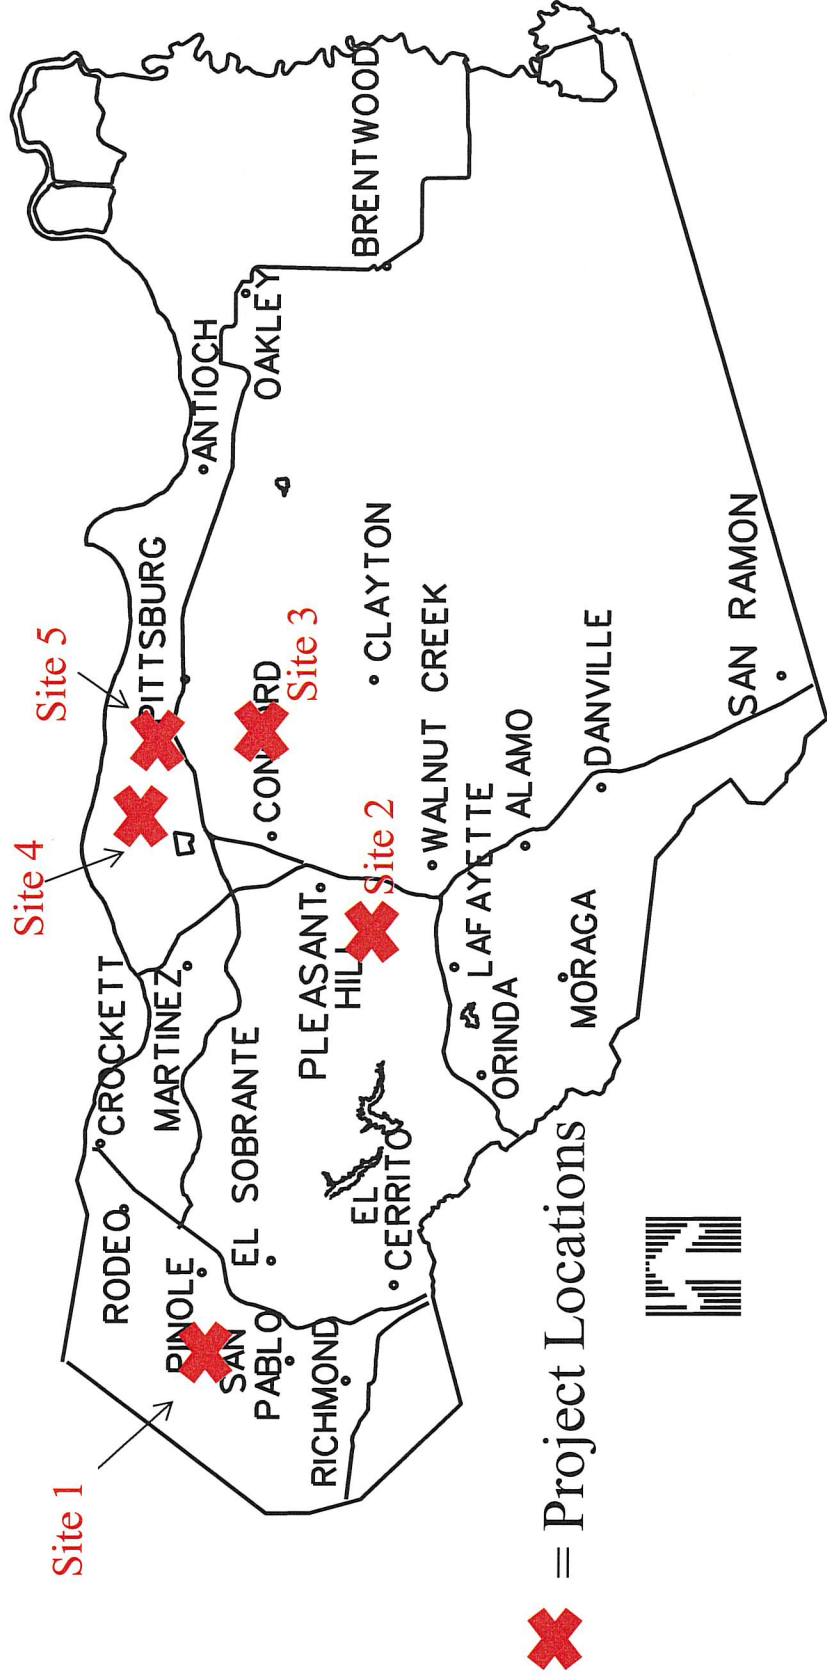 Site 1
Site 4
Site 5
RODEO
CROCKETT
PINOLE
MARTINEZ
PITTSBURG
ANTIOCH
SAN
PABLO
EL SOBRANTE
CONCORD
Site 3
OAKLEY
RICHMOND
PLEASANT
HILL
Site 2
CLAYTON
BRENTWOOD
EL
CERRITO
WALNUT CREEK
ORINDA
LAFAYETTE
ALAMO
MORAGA
DANVILLE
SAN RAMON
= Project Locations